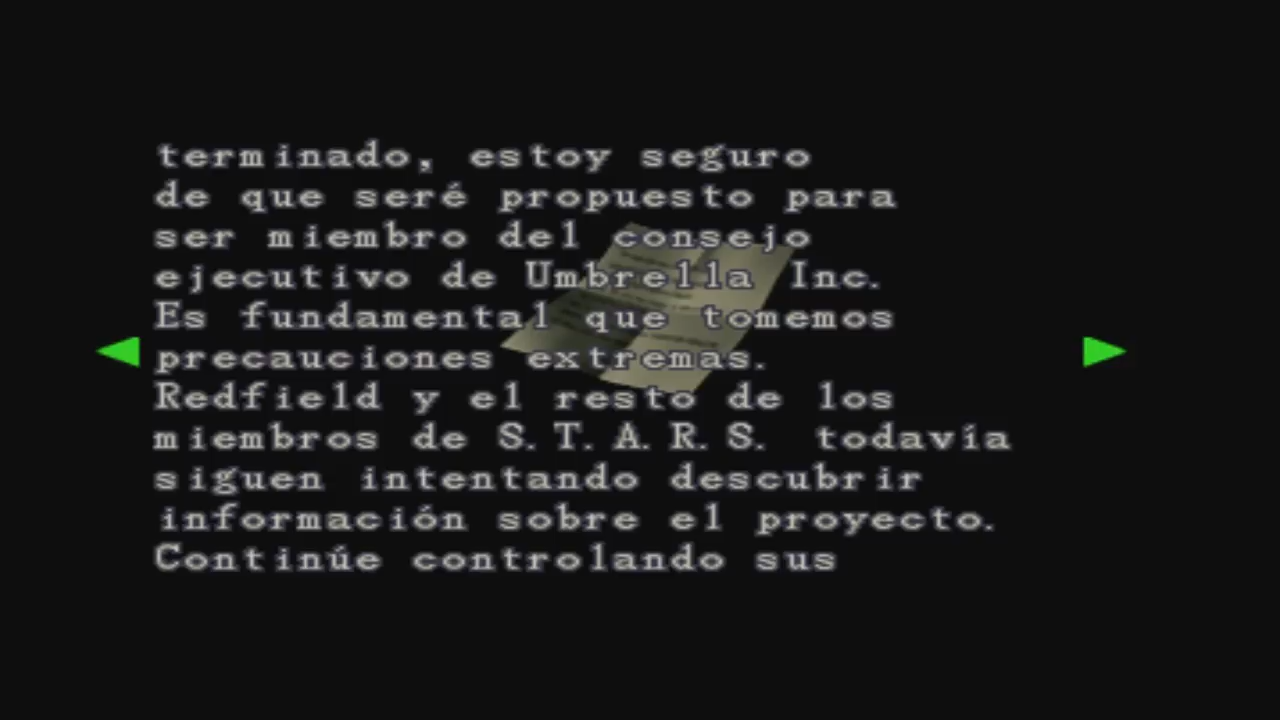 terminado, estoy seguro
de que seré propuesto para
ser miembro del consejo
ejecutivo de Umbrella Inc.
Es fundamental que tomemos
precauciones extremas.
Redfield y el resto de los
miembros de S.T.A.R.S. todavía
siguen intentando descubrir
información sobre el proyecto.
Continúe controlando sus